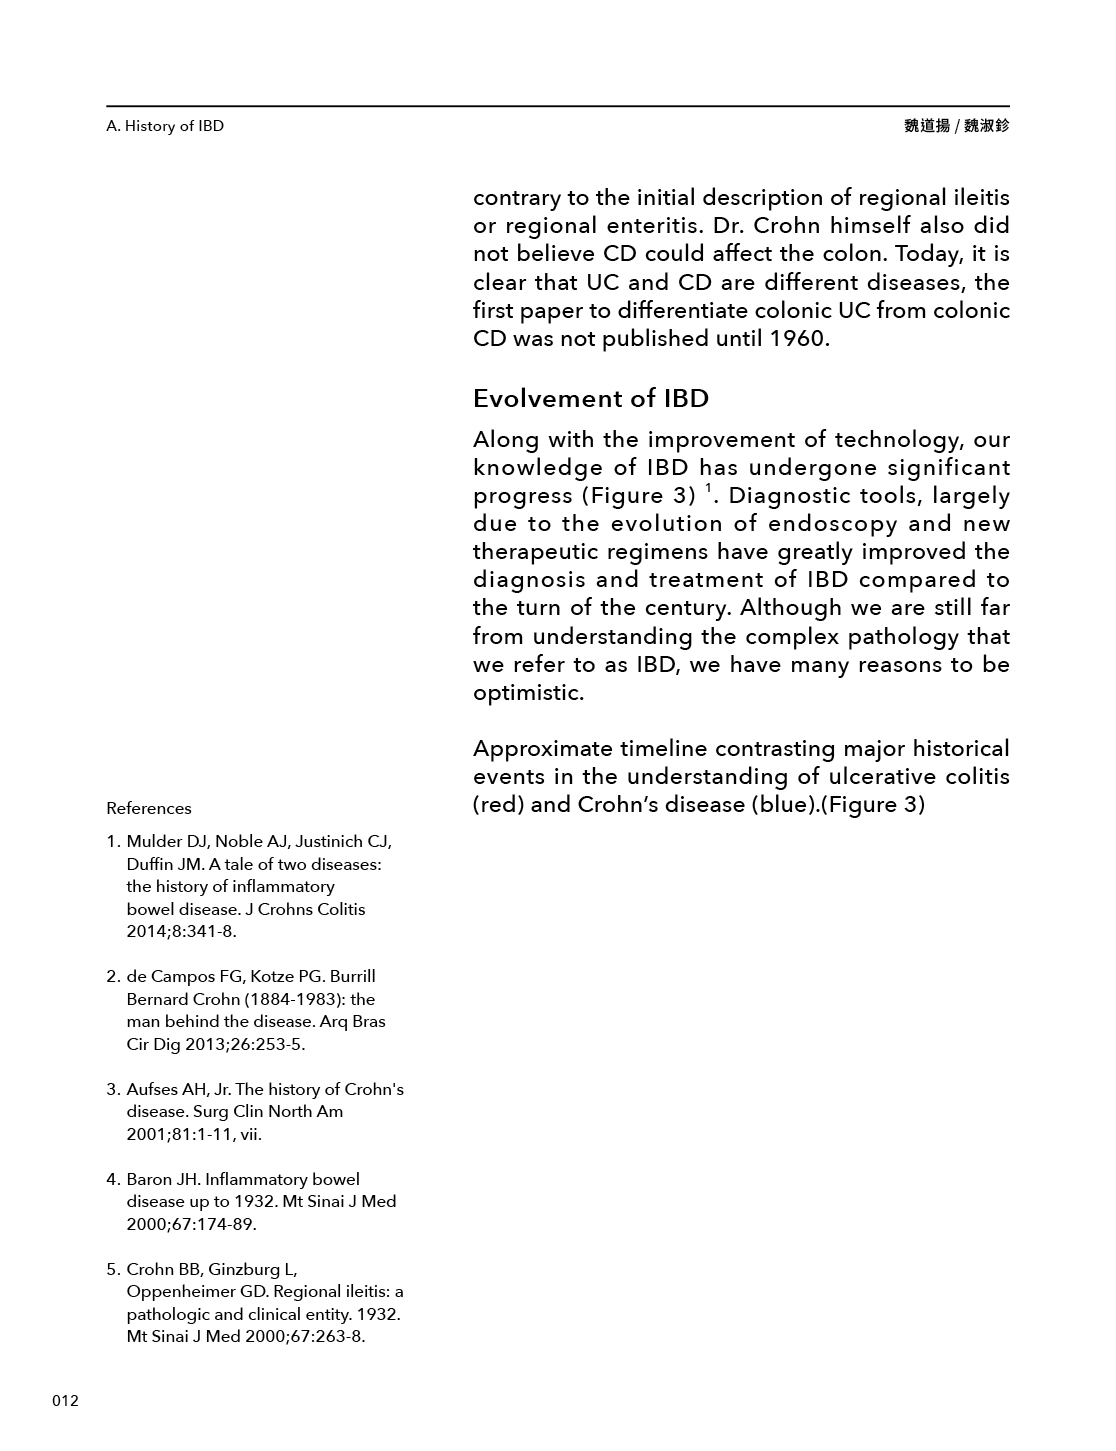 A. History of IBD
魏道揚 / 魏淑鉁
contrary to the initial description of regional ileitis
or regional enteritis. Dr. Crohn himself also did
not believe CD could affect the colon. Today, it is
clear that UC and CD are different diseases, the
first paper to differentiate colonic UC from colonic
CD was not published until 1960.
Evolvement of IBD
Along with the improvement of technology, our
knowledge of IBD has undergone significant
progress (Figure 3) 1. Diagnostic tools, largely
due to the evolution of endoscopy and new
therapeutic regimens have greatly improved the
diagnosis and treatment of IBD compared to
the turn of the century. Although we are still far
from understanding the complex pathology that
we refer to as IBD, we have many reasons to be
optimistic.
Approximate timeline contrasting major historical
events in the understanding of ulcerative colitis
(red) and Crohn’s disease (blue).(Figure 3)
References
1. Mulder DJ, Noble AJ, Justinich CJ,
Duffin JM. A tale of two diseases:
the history of inflammatory
bowel disease. J Crohns Colitis
2014;8:341-8.
2. de Campos FG, Kotze PG. Burrill
Bernard Crohn (1884-1983): the
man behind the disease. Arq Bras
Cir Dig 2013;26:253-5.
3. Aufses AH, Jr. The history of Crohn's
disease. Surg Clin North Am
2001;81:1-11, vii.
4. Baron JH. Inflammatory bowel
disease up to 1932. Mt Sinai J Med
2000;67:174-89.
5. Crohn BB, Ginzburg L,
Oppenheimer GD. Regional ileitis: a
pathologic and clinical entity. 1932.
Mt Sinai J Med 2000;67:263-8.
012